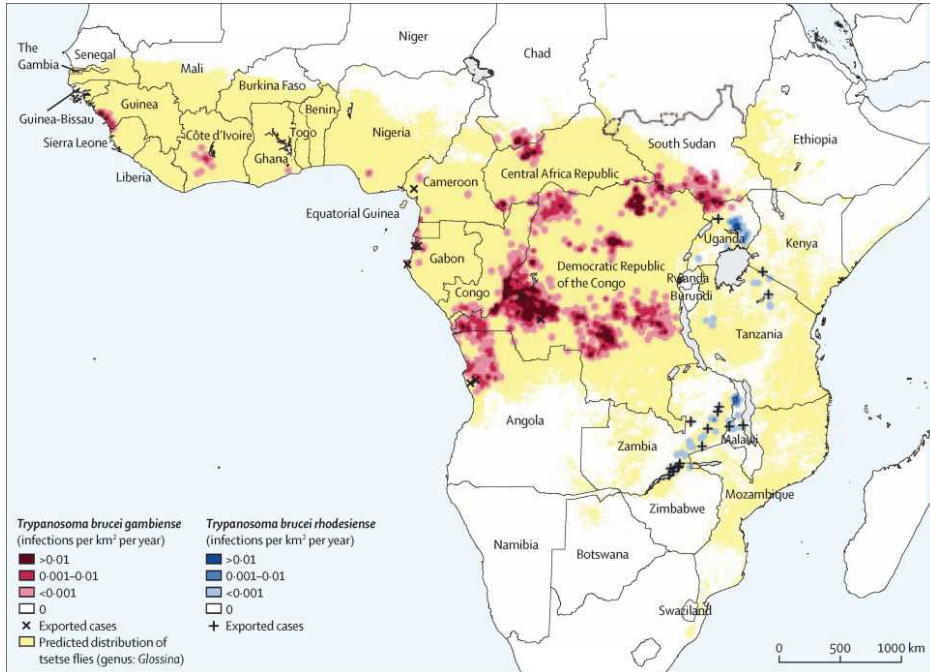 The
Gambia
Senegal
Mali
Niger
Chad
Burkina Faso
Guinea
Benin
Guinea-Bissau
Côte d'Ivoire
Togo
Nigeria
Sierra Leone
Ghana
South Sudan
Ethiopia
Liberia
Cameroon
Central Africa Republic
Equatorial Guinea
Uganda
Kenya
Gabon
Democratic Republic
of the Congo
Rwanda
Burundi
Congo
Tanzania
Angola
Zambia
Malawi
Mozambique
Zimbabwe
Namibia
Botswana
Swaziland
Trypanosoma brucei gambiense
(infections per km² per year)
>0·01
0·001–0·01
<0·001
0
Exported cases
Predicted distribution of
tsetse flies (genus: Glossina)
Trypanosoma brucei rhodesiense
(infections per km² per year)
>0·01
0·001–0·01
<0·001
0
Exported cases
0 500 1000 km